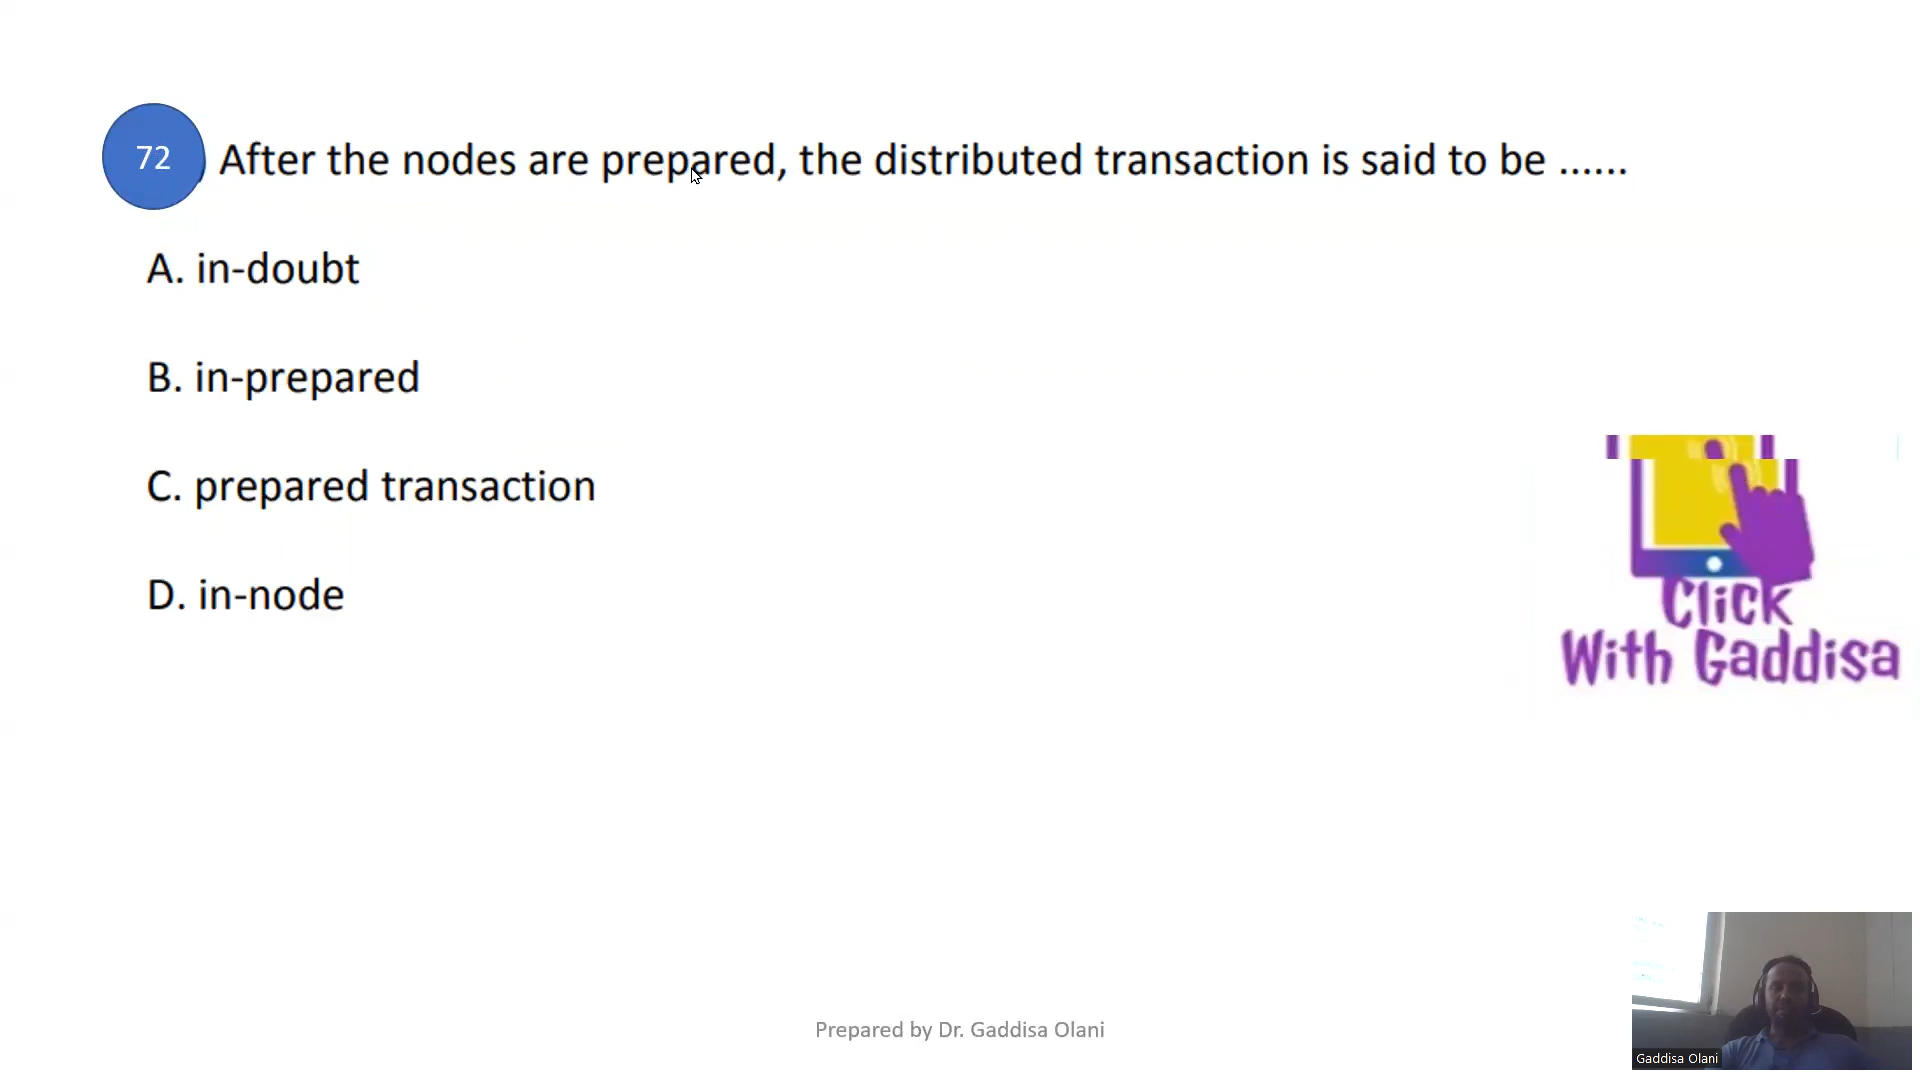 72 After the nodes are prepared, the distributed transaction is said to be ......
A. in-doubt
B. in-prepared
C. prepared transaction
D. in-node
Click
With Gaddisa
Prepared by Dr. Gaddisa Olani
Gaddisa Olani